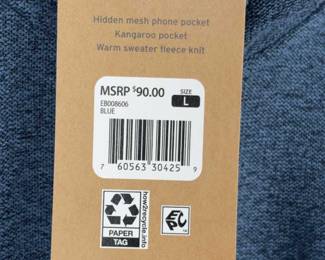 Hidden mesh phone pocket
Kangaroo pocket
Warm sweater fleece knit
MSRP $90.00
SIZE
L
EB008606
BLUE
7 60563 30425 9
how2recycle.info
PAPER
TAG